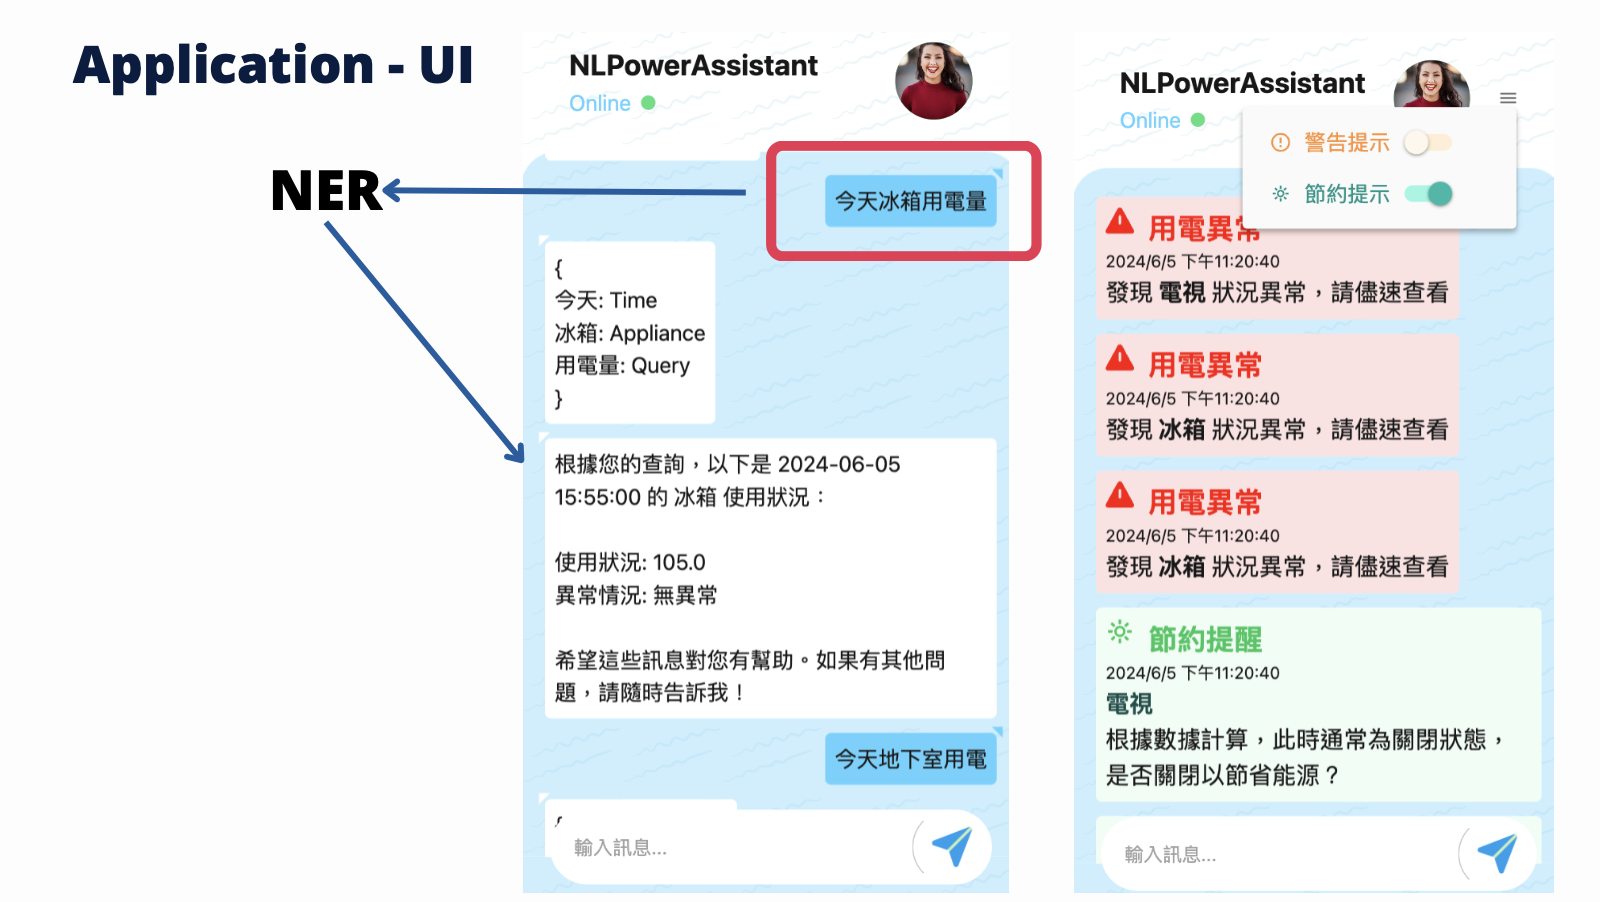 Application - UI
NER
NLPowerAssistant
Online
今天冰箱用電量
{
今天: Time
冰箱: Appliance
用電量: Query
}
根據您的查詢，以下是 2024-06-05
15:55:00 的 冰箱 使用狀況：
使用狀況: 105.0
異常情況: 無異常
希望這些訊息對您有幫助。如果有其他問
題，請隨時告訴我！
今天地下室用電
輸入訊息...
NLPowerAssistant
Online
警告提示
節約提示
用電異常
2024/6/5 下午11:20:40
發現 電視 狀況異常，請儘速查看
用電異常
2024/6/5 下午11:20:40
發現 冰箱 狀況異常，請儘速查看
用電異常
2024/6/5 下午11:20:40
發現 冰箱 狀況異常，請儘速查看
節約提醒
2024/6/5 下午11:20:40
電視
根據數據計算，此時通常為關閉狀態，
是否關閉以節省能源？
輸入訊息...